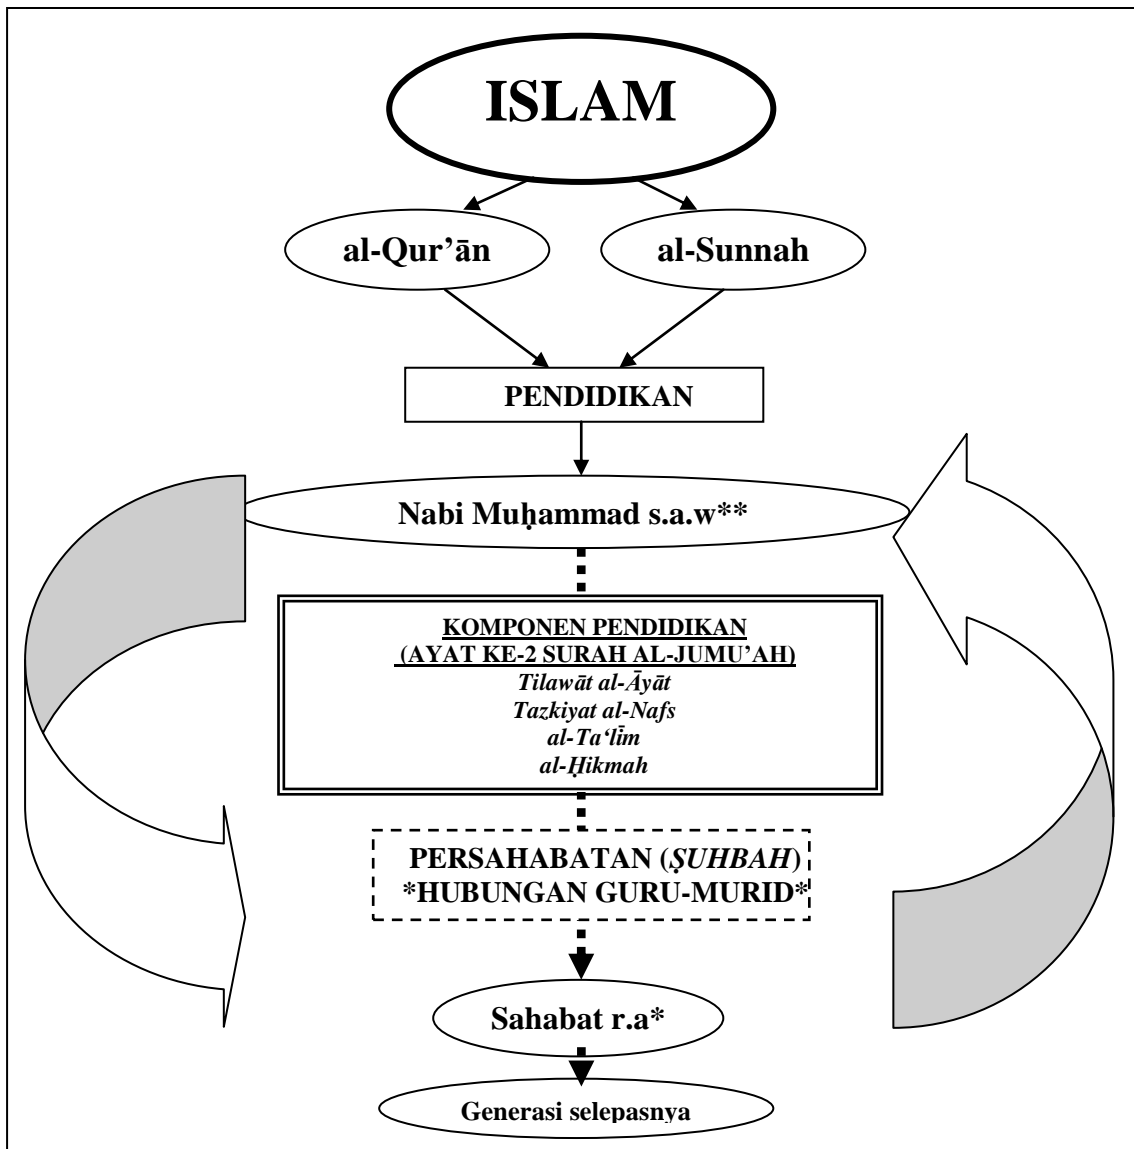 ISLAM
al-Qur’ān
al-Sunnah
PENDIDIKAN
Nabi Muḥammad s.a.w**
KOMPONEN PENDIDIKAN
(AYAT KE-2 SURAH AL-JUMU’AH)
Tilawāt al-Āyāt
Tazkiyat al-Nafs
al-Ta‘līm
al-Ḥikmah
PERSAHABATAN (ṢUHBAH)
*HUBUNGAN GURU-MURID*
Sahabat r.a*
Generasi selepasnya